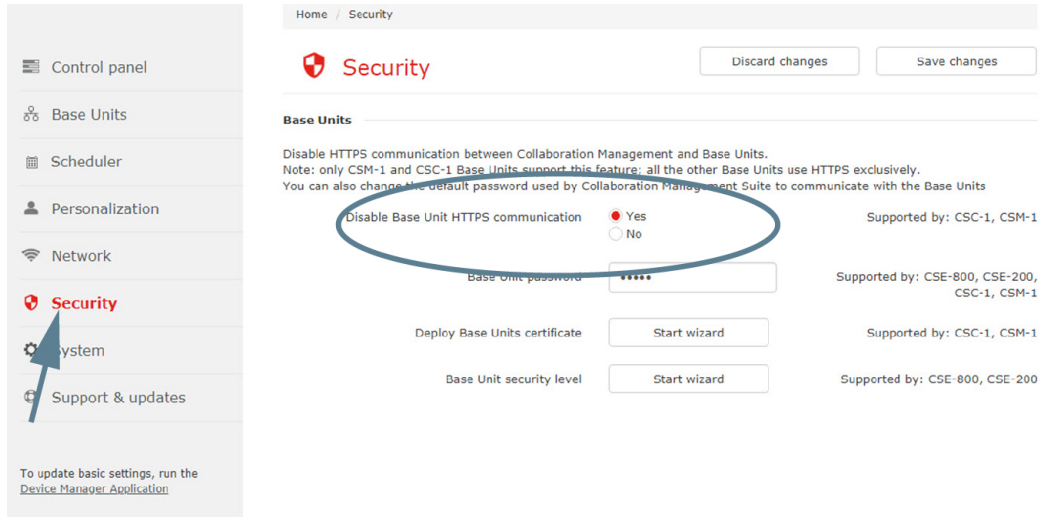 Home / Security
Control panel
Base Units
Scheduler
Personalization
Network
Security
System
Support & updates
To update basic settings, run the
Device Manager Application
Security
Discard changes
Save changes
Base Units
Disable HTTPS communication between Collaboration Management and Base Units.
Note: only CSM-1 and CSC-1 Base Units support this feature; all the other Base Units use HTTPS exclusively.
You can also change the default password used by Collaboration Management Suite to communicate with the Base Units
Disable Base Unit HTTPS communication
Yes
No
Supported by: CSC-1, CSM-1
Base Unit password
•••••
Supported by: CSE-800, CSE-200,
CSC-1, CSM-1
Deploy Base Units certificate
Start wizard
Supported by: CSC-1, CSM-1
Base Unit security level
Start wizard
Supported by: CSE-800, CSE-200